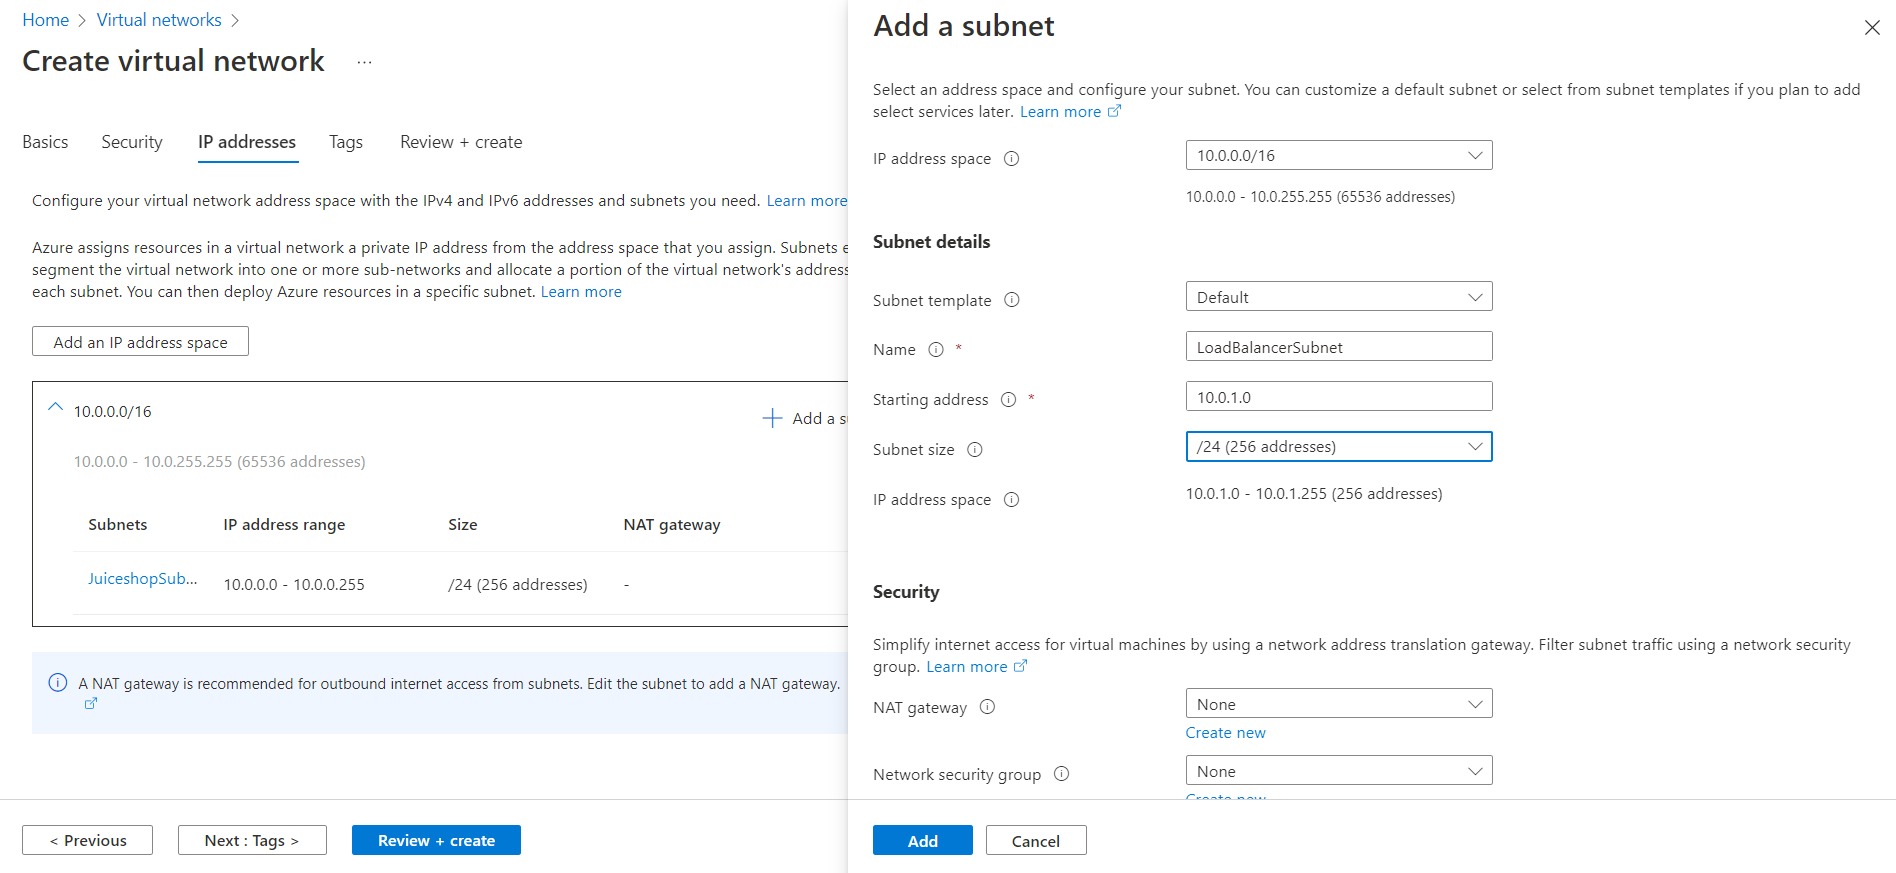 Home > Virtual networks >
Create virtual network ...
Basics Security IP addresses Tags Review + create
Configure your virtual network address space with the IPv4 and IPv6 addresses and subnets you need. Learn more
Azure assigns resources in a virtual network a private IP address from the address space that you assign. Subnets
segment the virtual network into one or more sub-networks and allocate a portion of the virtual network's address
each subnet. You can then deploy Azure resources in a specific subnet. Learn more
Add an IP address space
10.0.0.0/16
+ Add a s
10.0.0.0 - 10.0.255.255 (65536 addresses)
Subnets IP address range Size NAT gateway
JuiceshopSub... 10.0.0.0 - 10.0.0.255 /24 (256 addresses) -
A NAT gateway is recommended for outbound internet access from subnets. Edit the subnet to add a NAT gateway.
< Previous Next : Tags > Review + create
Add a subnet
Select an address space and configure your subnet. You can customize a default subnet or select from subnet templates if you plan to add
select services later. Learn more
IP address space 10.0.0.0/16
10.0.0.0 - 10.0.255.255 (65536 addresses)
Subnet details
Subnet template Default
Name * LoadBalancerSubnet
Starting address * 10.0.1.0
Subnet size /24 (256 addresses)
IP address space 10.0.1.0 - 10.0.1.255 (256 addresses)
Security
Simplify internet access for virtual machines by using a network address translation gateway. Filter subnet traffic using a network security
group. Learn more
NAT gateway None
Create new
Network security group None
Create new
Add Cancel